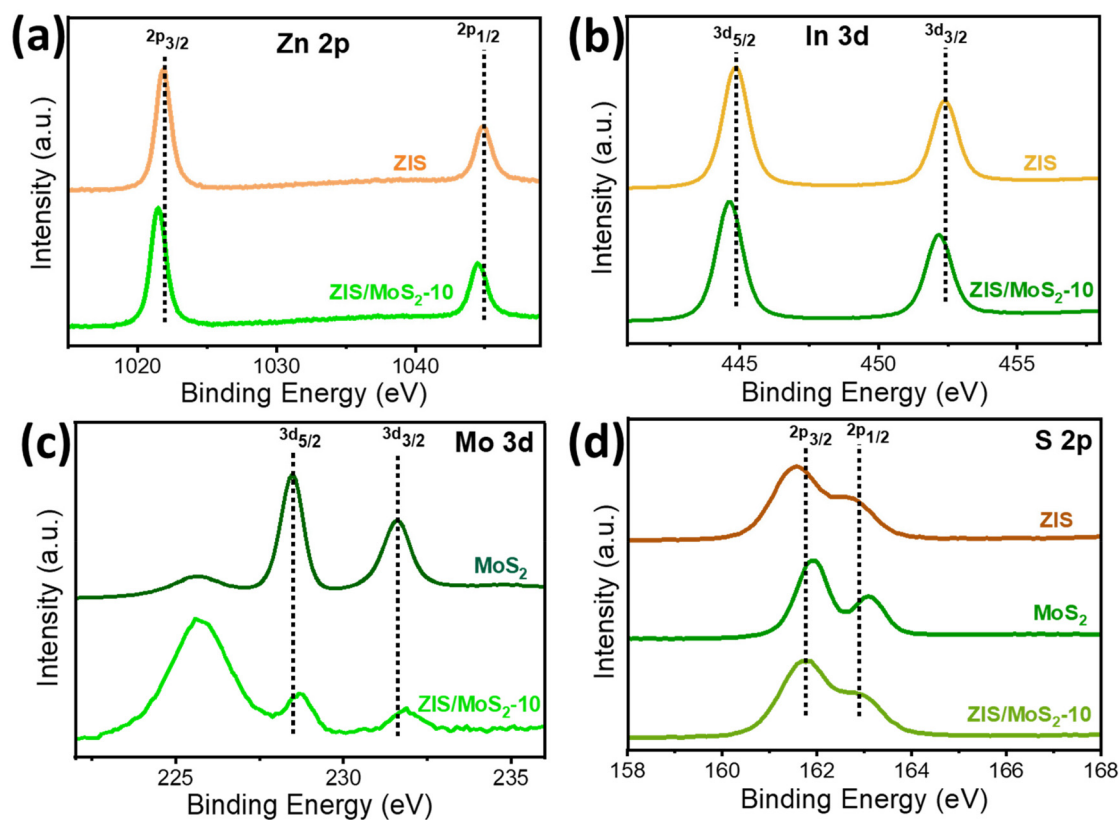 (a)
Zn 2p
2p3/2
2p1/2
ZIS
ZIS/MoS2-10
Intensity (a.u.)
1020
1030
1040
Binding Energy (eV)
(b)
In 3d
3d5/2
3d3/2
ZIS
ZIS/MoS2-10
Intensity (a.u.)
445
450
455
Binding Energy (eV)
(c)
Mo 3d
3d5/2
3d3/2
MoS2
ZIS/MoS2-10
Intensity (a.u.)
225
230
235
Binding Energy (eV)
(d)
S 2p
2p3/2
2p1/2
ZIS
MoS2
ZIS/MoS2-10
Intensity (a.u.)
158
160
162
164
166
168
Binding Energy (eV)